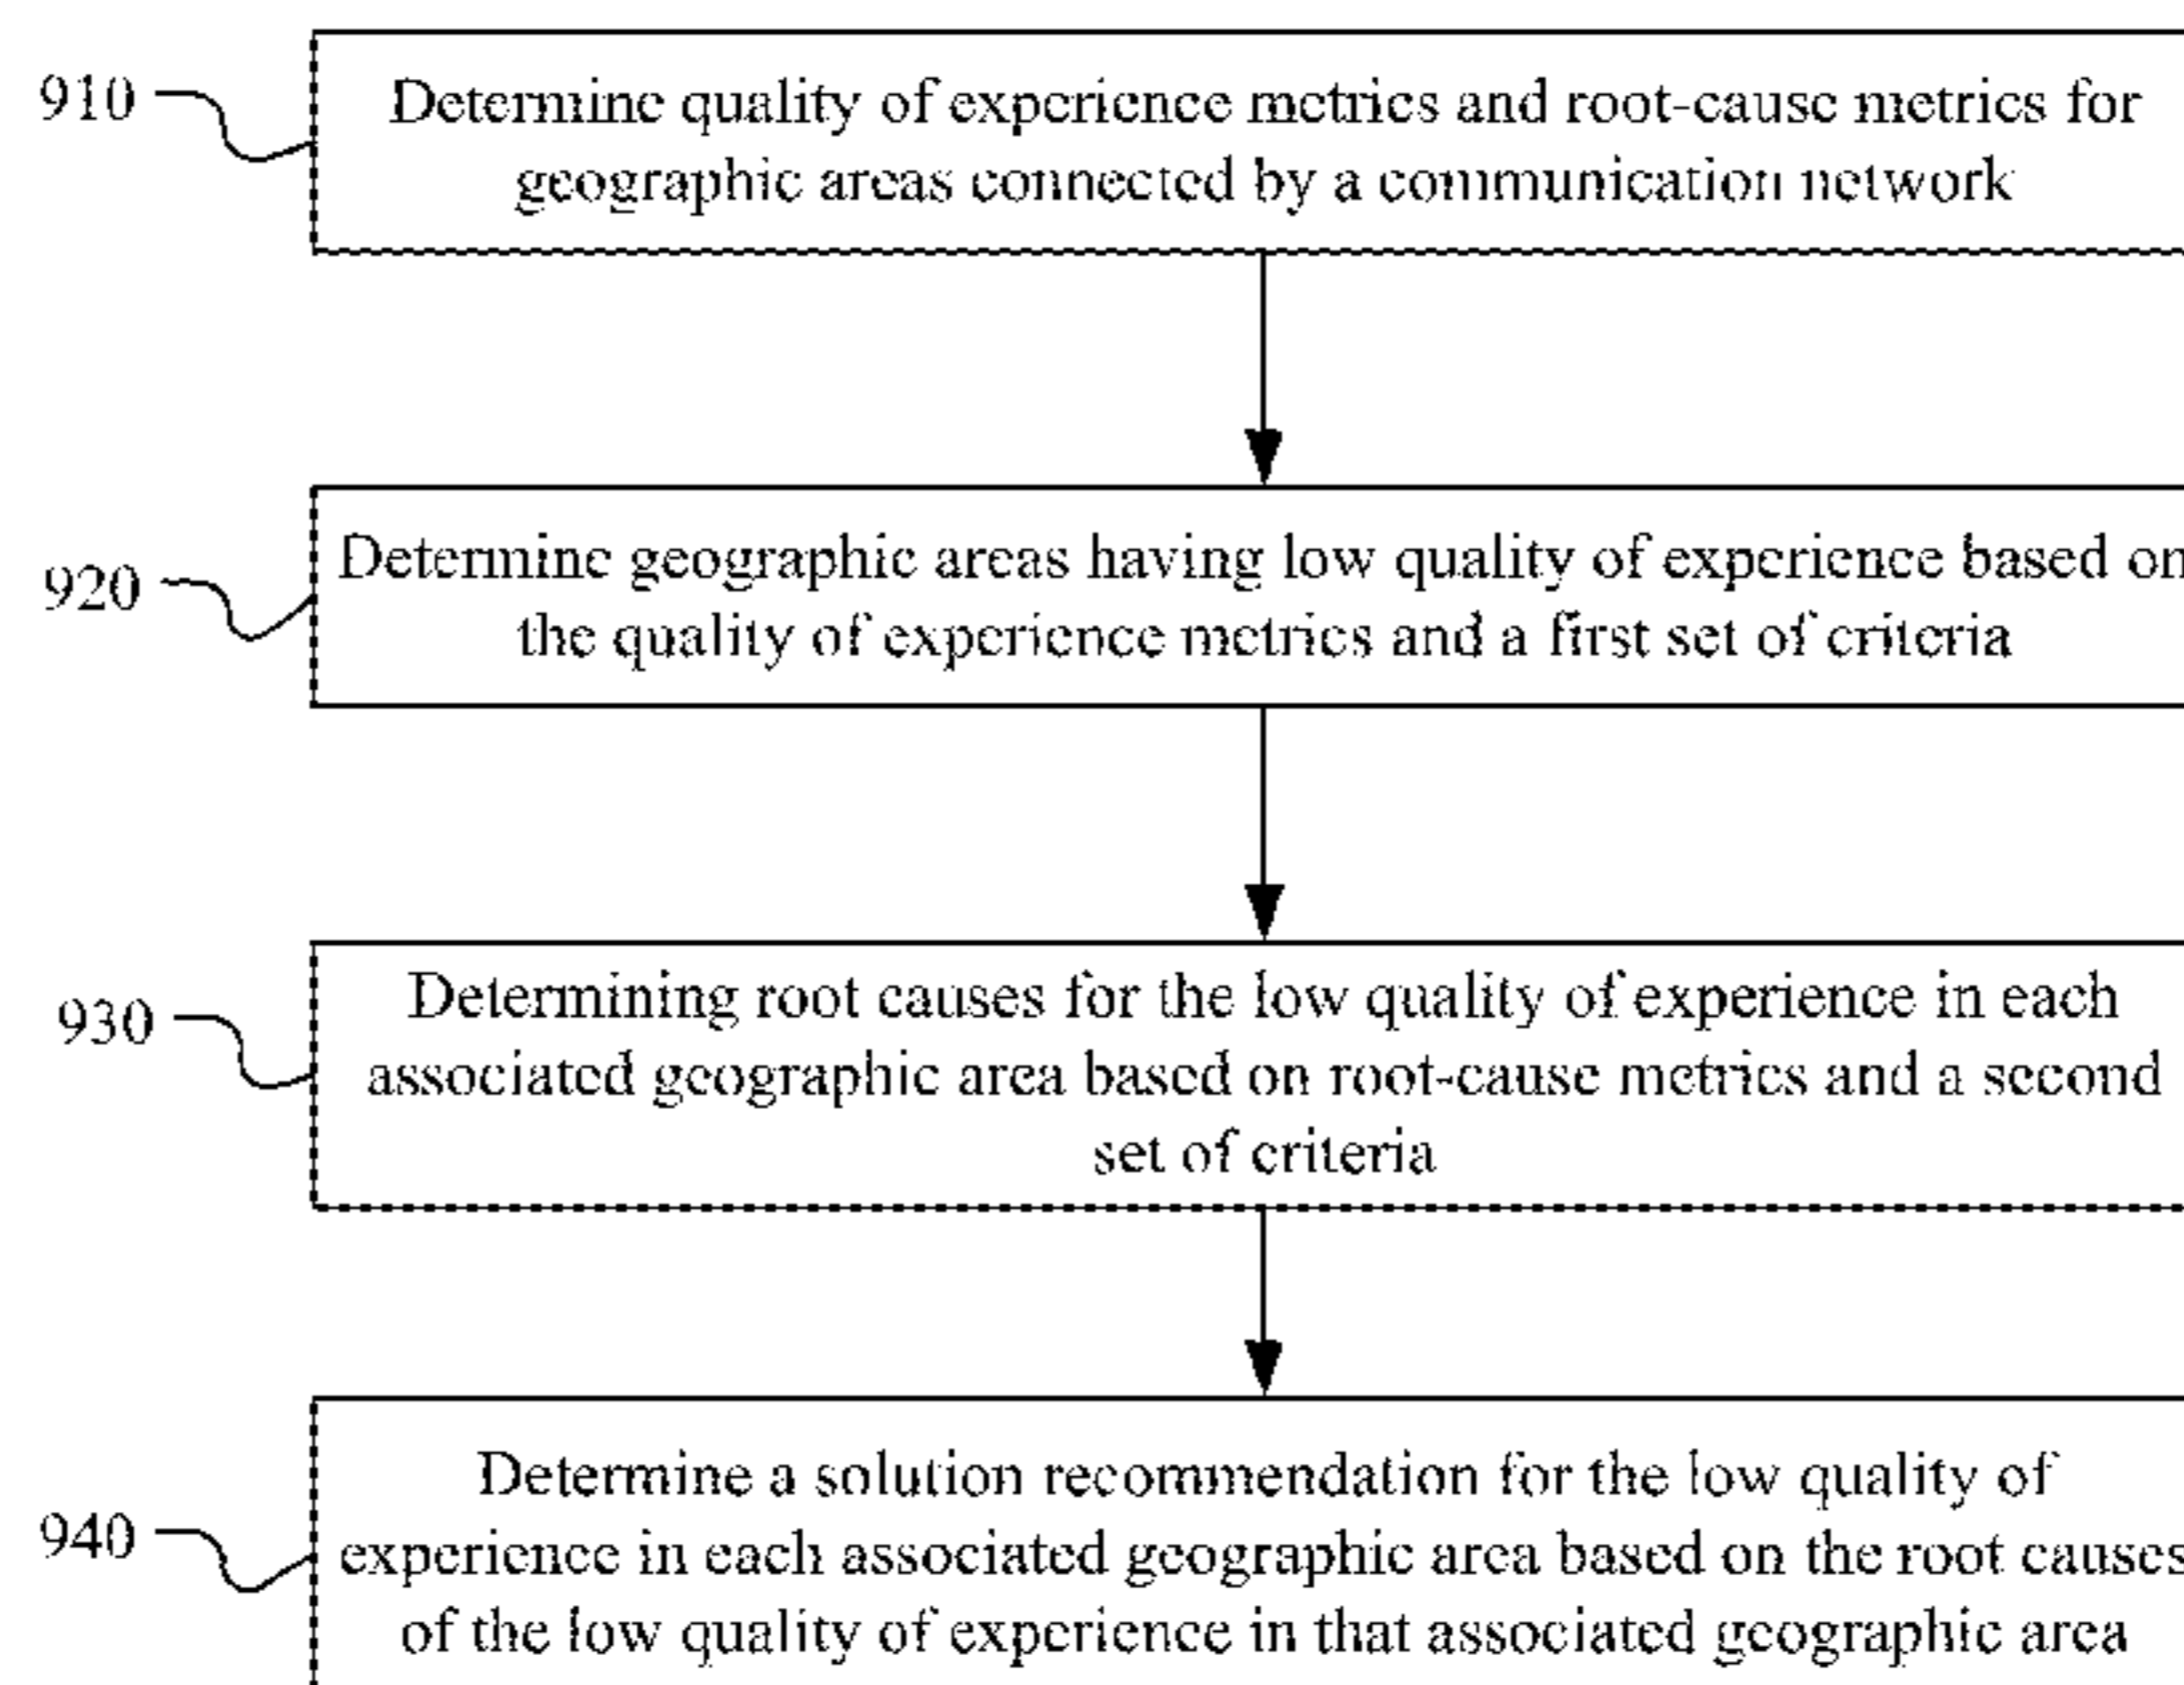 910
Determine quality of experience metrics and root-cause metrics for
geographic areas connected by a communication network
920
Determine geographic areas having low quality of experience based on
the quality of experience metrics and a first set of criteria
930
Determining root causes for the low quality of experience in each
associated geographic area based on root-cause metrics and a second
set of criteria
940
Determine a solution recommendation for the low quality of
experience in each associated geographic area based on the root causes
of the low quality of experience in that associated geographic area